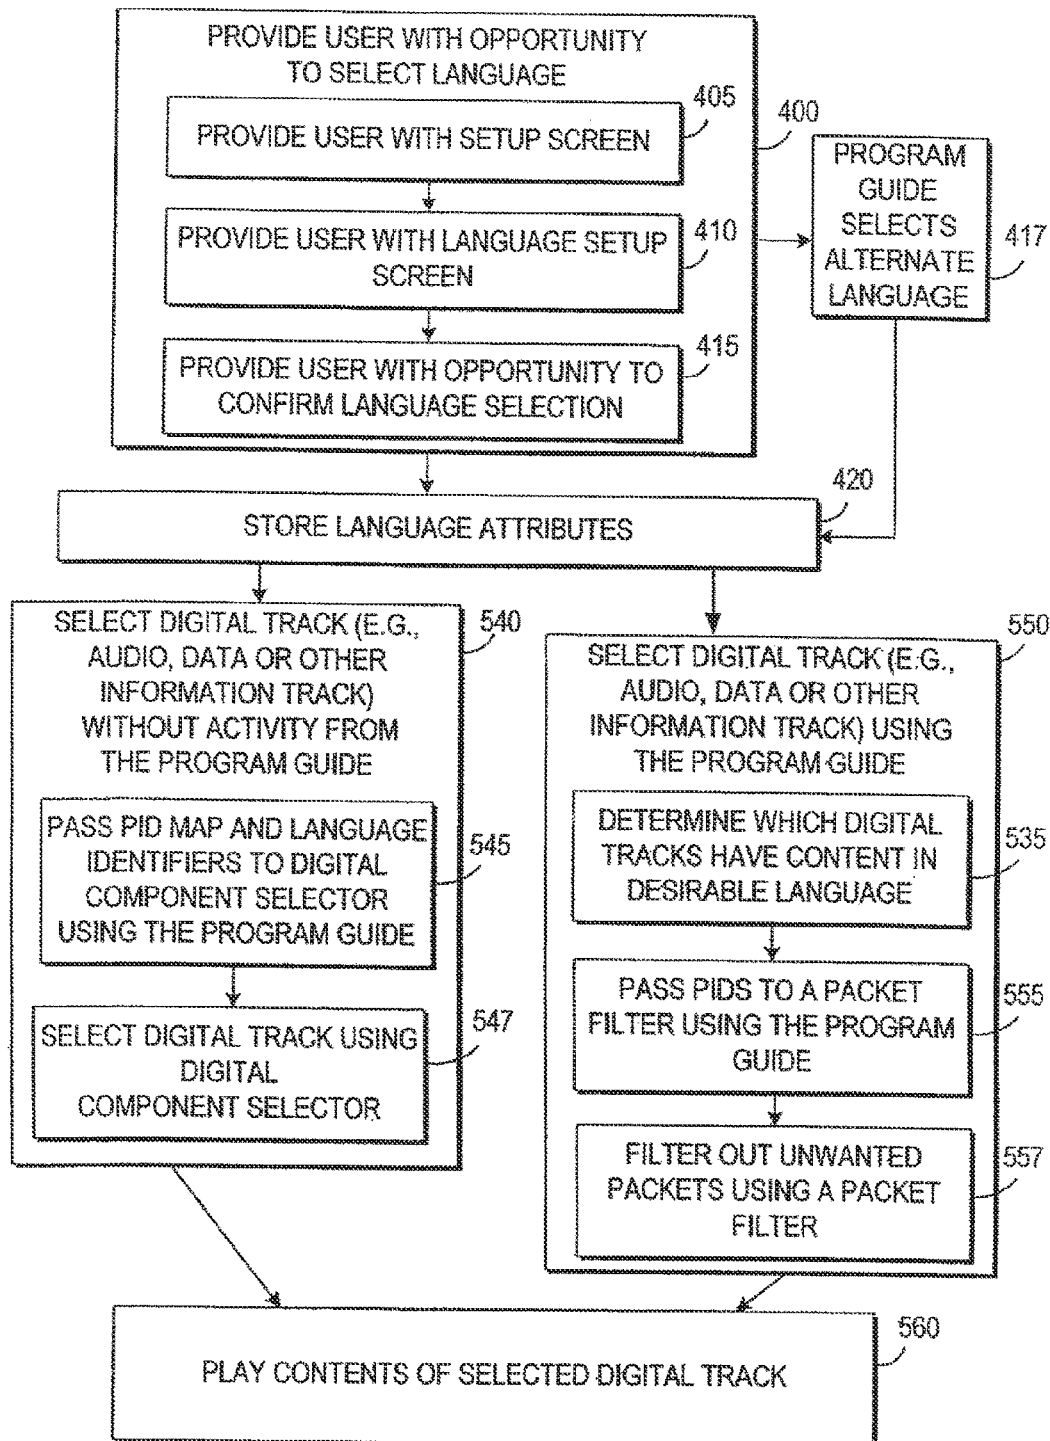 PROVIDE USER WITH OPPORTUNITY
TO SELECT LANGUAGE
405
PROVIDE USER WITH SETUP SCREEN
400
410
PROVIDE USER WITH LANGUAGE SETUP
SCREEN
415
PROVIDE USER WITH OPPORTUNITY TO
CONFIRM LANGUAGE SELECTION
PROGRAM
GUIDE
SELECTS
ALTERNATE
LANGUAGE
417
420
STORE LANGUAGE ATTRIBUTES
SELECT DIGITAL TRACK (E.G.,
AUDIO, DATA OR OTHER
INFORMATION TRACK)
WITHOUT ACTIVITY FROM
THE PROGRAM GUIDE
540
PASS PID MAP AND LANGUAGE
IDENTIFIERS TO DIGITAL
COMPONENT SELECTOR
USING THE PROGRAM GUIDE
545
SELECT DIGITAL TRACK USING
DIGITAL
COMPONENT SELECTOR
547
SELECT DIGITAL TRACK (E.G.,
AUDIO, DATA OR OTHER
INFORMATION TRACK) USING
THE PROGRAM GUIDE
550
DETERMINE WHICH DIGITAL
TRACKS HAVE CONTENT IN
DESIRABLE LANGUAGE
535
PASS PIDS TO A PACKET
FILTER USING THE PROGRAM
GUIDE
555
FILTER OUT UNWANTED
PACKETS USING A PACKET
FILTER
557
PLAY CONTENTS OF SELECTED DIGITAL TRACK
560